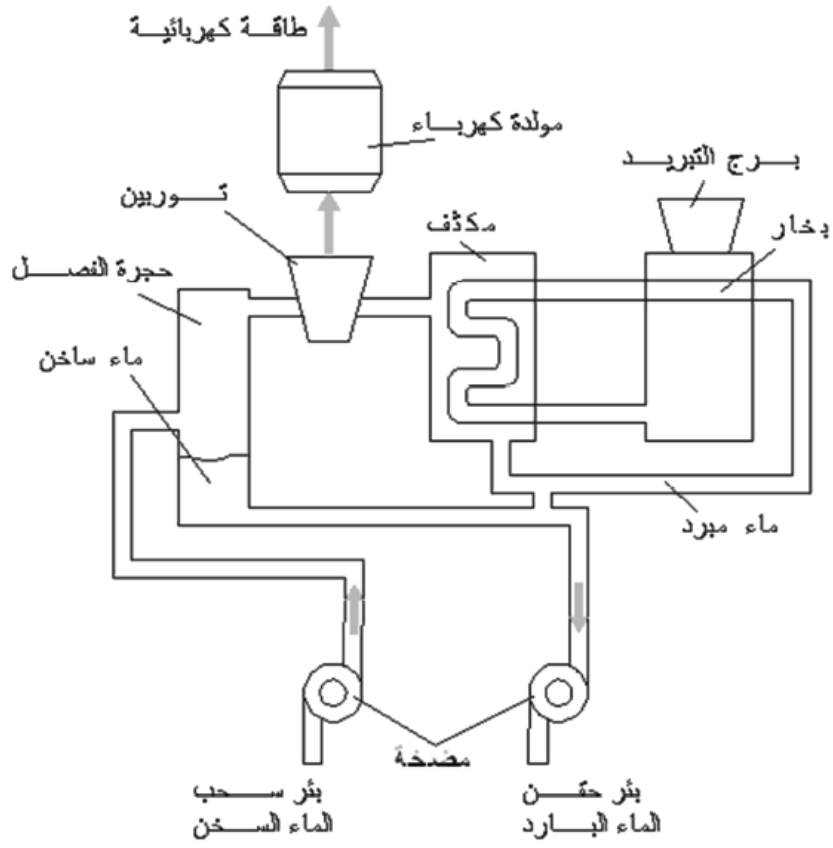 طاقة كهربائية
مولدة كهرباء
برج التبريد
توربين
مكثف
بخار
حجرة الفصل
ماء ساخن
ماء مبرد
مضخة
بئر سحب
الماء السخن
بئر حقن
الماء البارد